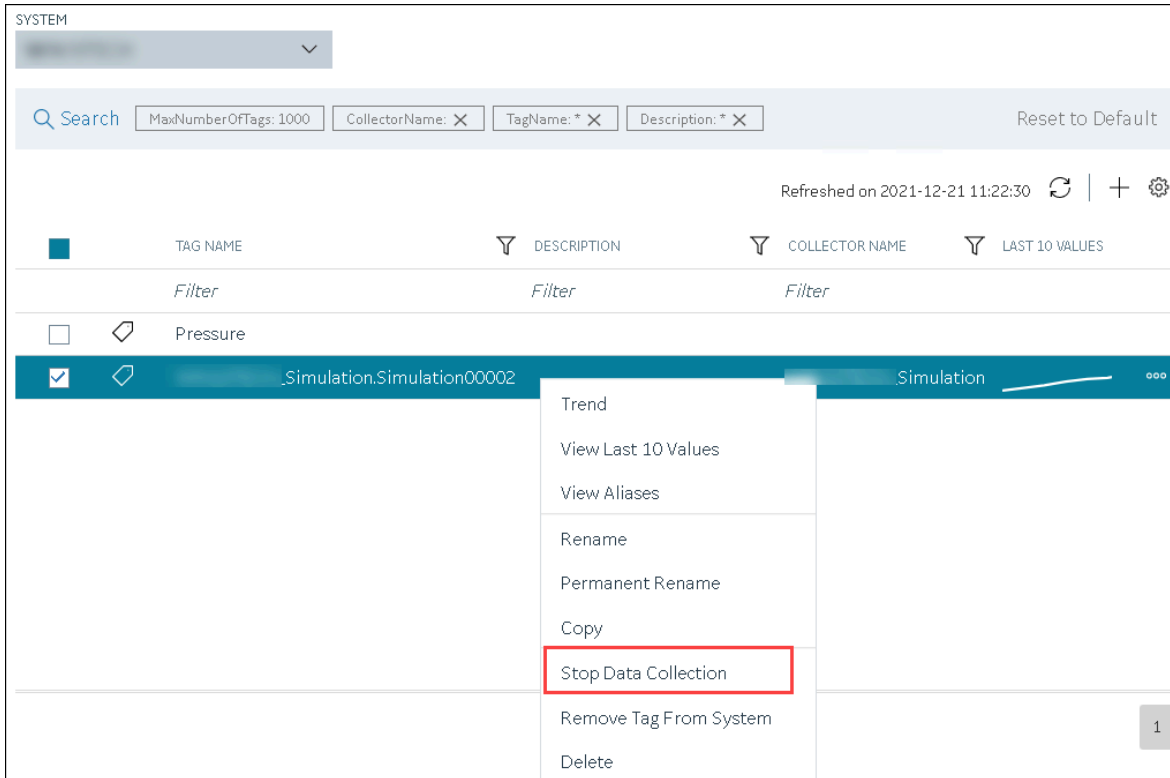 SYSTEM
Search MaxNumberOfTags: 1000 CollectorName: TagName: * Description: * Reset to Default
Refreshed on 2021-12-21 11:22:30
TAG NAME DESCRIPTION COLLECTOR NAME LAST 10 VALUES
Filter Filter Filter
Pressure
_Simulation.Simulation00002 _Simulation
Trend
View Last 10 Values
View Aliases
Rename
Permanent Rename
Copy
Stop Data Collection
Remove Tag From System
1
Delete